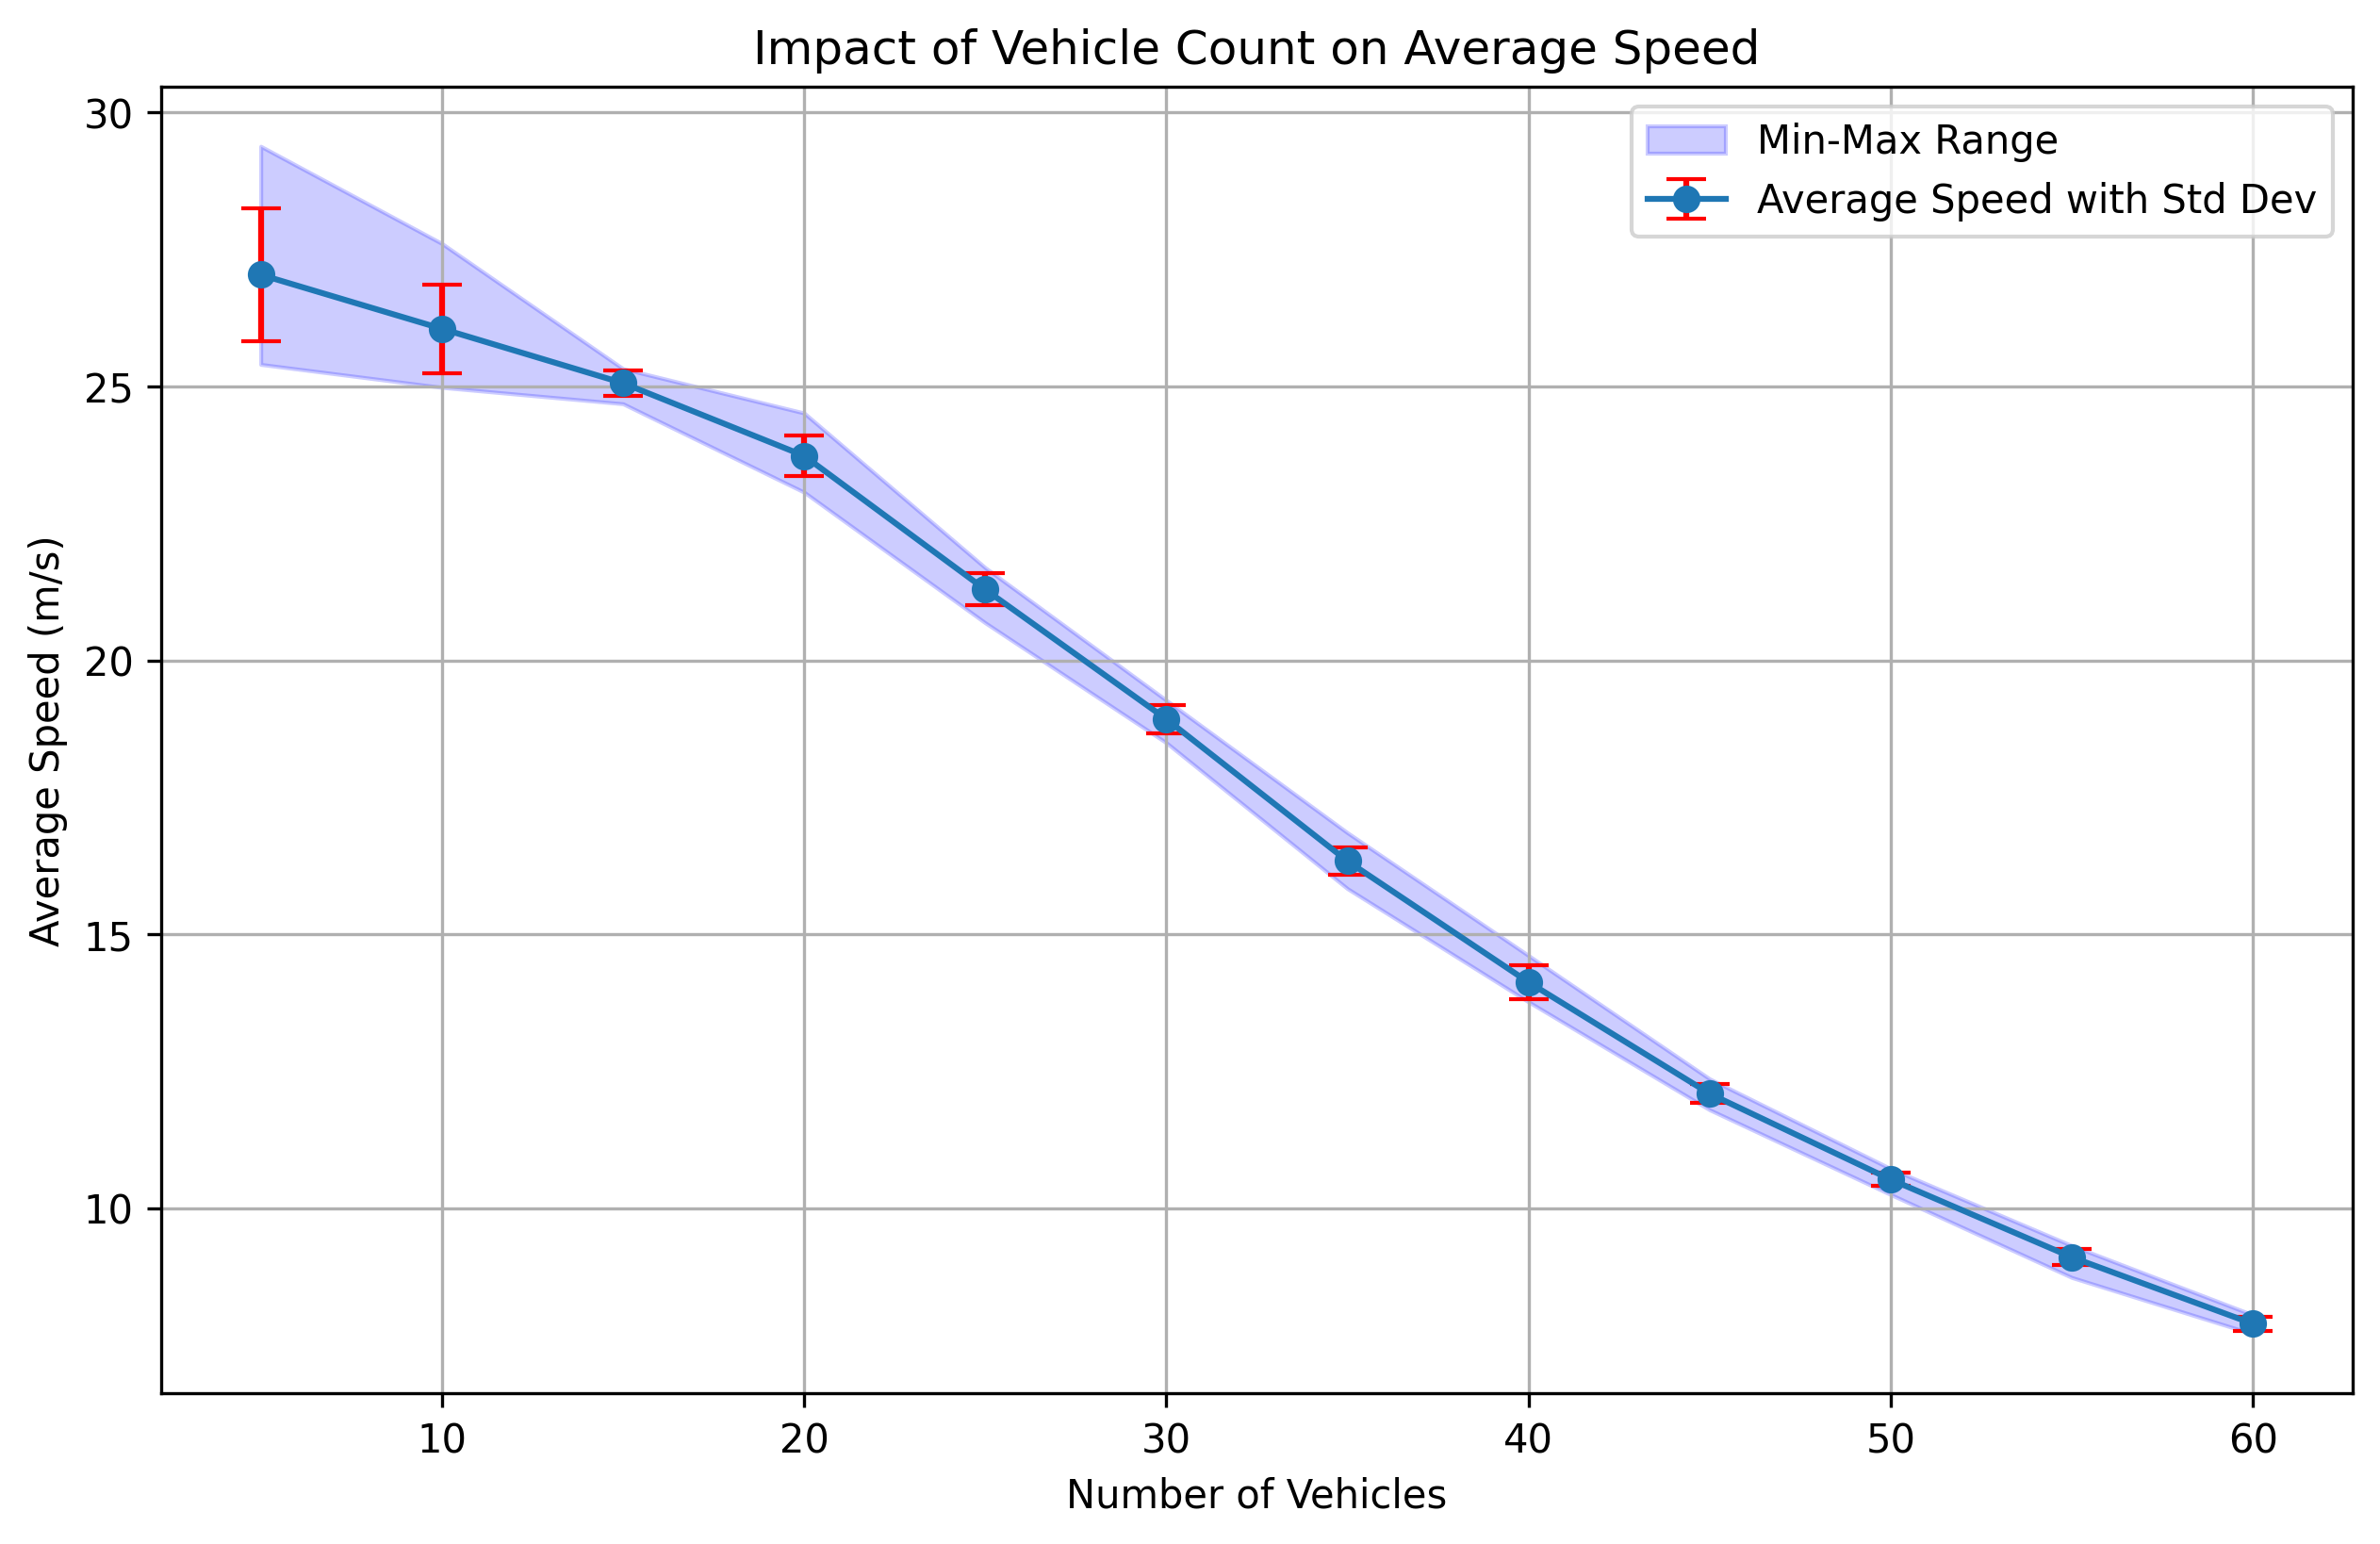 Impact of Vehicle Count on Average Speed
Min-Max Range
Average Speed with Std Dev
Average Speed (m/s)
30
25
20
15
10
10
20
30
40
50
60
Number of Vehicles